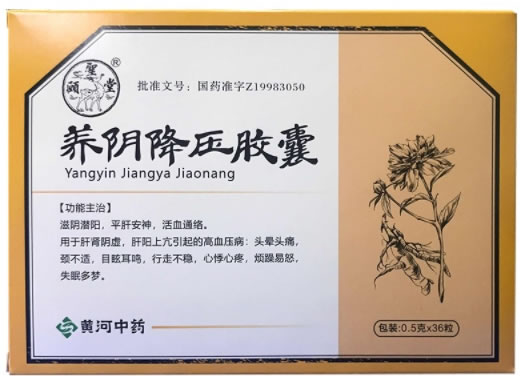 聖
颐 堂
®
批准文号：国药准字Z19983050
养阴降压胶囊
Yangyin Jiangya Jiaonang
【功能主治】
滋阴潜阳，平肝安神，活血通络。
用于肝肾阴虚，肝阳上亢引起的高血压病：头晕头痛，
颈不适，目眩耳鸣，行走不稳，心悸心疼，烦躁易怒，
失眠多梦。
黄河中药
包装:0.5克x36粒